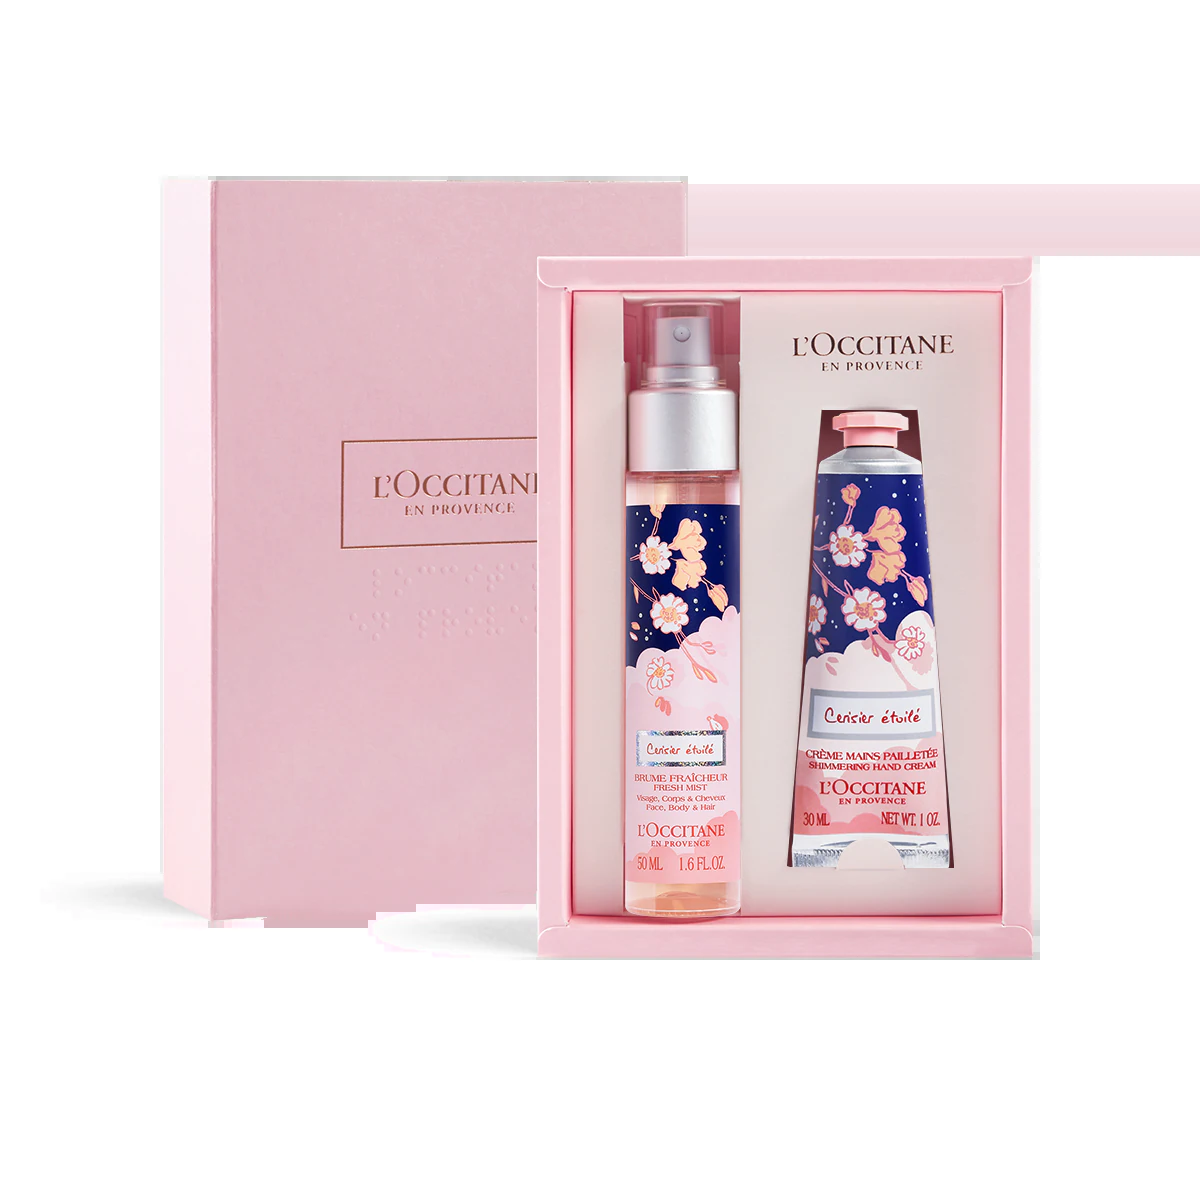 L'OCCITANE
EN PROVENCE
L'OCCITANE
EN PROVENCE
Cerisier étoilé
BRUME FRAÎCHEUR
FRESH MIST
Visage, Corps & Cheveux
Face, Body & Hair
L'OCCITANE
EN PROVENCE
50 ML 1.6 FL.OZ.
Cerisier étoilé
CRÈME MAINS PAILLETÉE
SHIMMERING HAND CREAM
L'OCCITANE
EN PROVENCE
30 ML NET WT. 1 OZ.